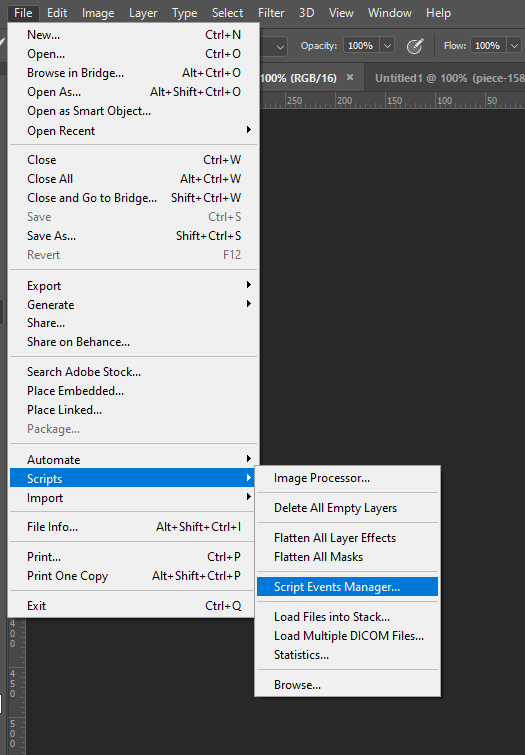 File Edit Image Layer Type Select Filter 3D View Window Help
Opacity: 100% Flow: 100%
100% (RGB/16) × Untitled1 @ 100% (piece-158
250 200 150 100 50
New... Ctrl+N
Open... Ctrl+O
Browse in Bridge... Alt+Ctrl+O
Open As... Alt+Shift+Ctrl+O
Open as Smart Object...
Open Recent
Close Ctrl+W
Close All Alt+Ctrl+W
Close and Go to Bridge... Shift+Ctrl+W
Save Ctrl+S
Save As... Shift+Ctrl+S
Revert F12
Export
Generate
Share...
Share on Behance...
Search Adobe Stock...
Place Embedded...
Place Linked...
Package...
Automate
Scripts
Import
File Info... Alt+Shift+Ctrl+I
Print... Ctrl+P
Print One Copy Alt+Shift+Ctrl+P
Exit Ctrl+Q
Image Processor...
Delete All Empty Layers
Flatten All Layer Effects
Flatten All Masks
Script Events Manager...
Load Files into Stack...
Load Multiple DICOM Files...
Statistics...
Browse...
400
450
500